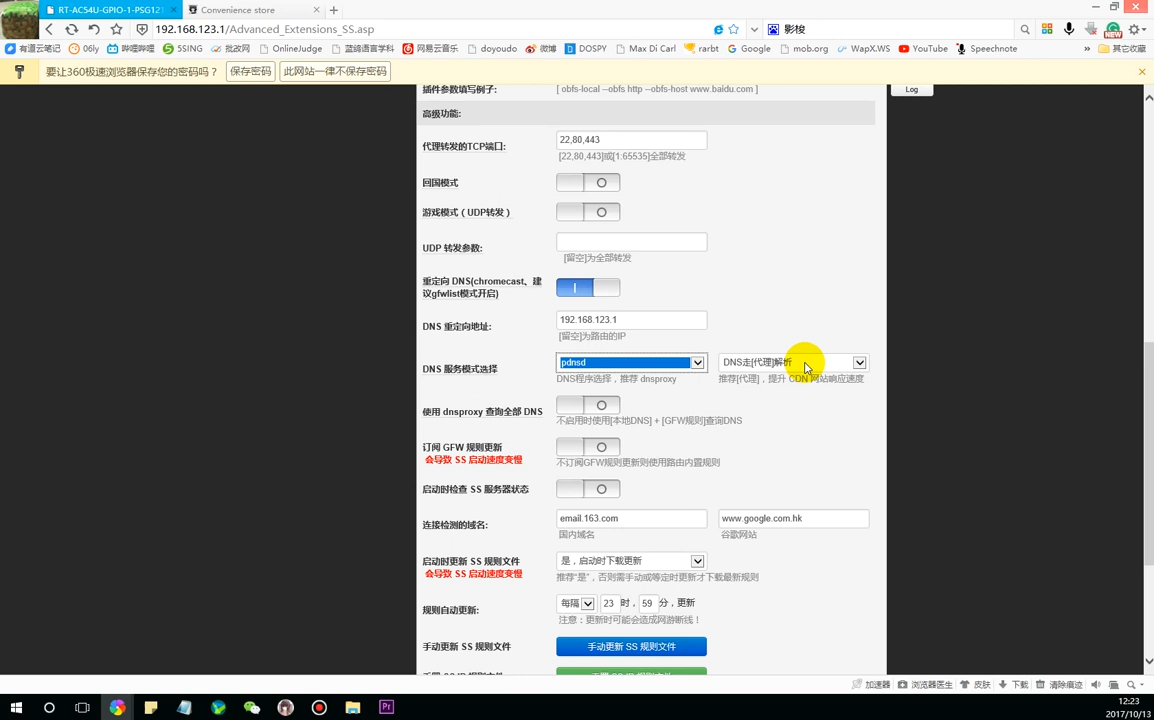 RT-AC54U-GPIO-1-PSG121
Convenience store
192.168.123.1/Advanced_Extensions_SS.asp
影梭
有道云笔记 06ly 哔哩哔哩 5SING 批改网 OnlineJudge 蓝缔语言学科 网易云音乐 doyoudo 微博 DOSPY Max Di Carl rarbt Google mob.org WapX.WS YouTube Speechnote » 其它收藏
要让360极速浏览器保存您的密码吗？ 保存密码 此网站一律不保存密码
插件参数填写例子: [ obfs-local --obfs http --obfs-host www.baidu.com ]
Log
高级功能:
代理转发的TCP端口: 22,80,443
[22,80,443]或[1:65535]全部转发
回国模式
游戏模式（UDP转发）
UDP 转发参数:
[留空]为全部转发
重定向 DNS(chromecast、建
议gfwlist模式开启)
DNS 重定向地址: 192.168.123.1
[留空]为路由的IP
DNS 服务模式选择 pdnsd DNS走[代理]解析
DNS程序选择，推荐 dnsproxy 推荐[代理]，提升 CDN 网站响应速度
使用 dnsproxy 查询全部 DNS
不启用时使用[本地DNS] + [GFW规则]查询DNS
订阅 GFW 规则更新
会导致 SS 启动速度变慢
不订阅GFW规则更新则使用路由内置规则
启动时检查 SS 服务器状态
连接检测的域名: email.163.com www.google.com.hk
国内域名 谷歌网站
启动时更新 SS 规则文件 是，启动时下载更新
会导致 SS 启动速度变慢 推荐"是"，否则需手动或等定时更新才下载最新规则
规则自动更新: 每隔 23 时， 59 分，更新
注意：更新时可能会造成网游断线！
手动更新 SS 规则文件 手动更新 SS 规则文件
加速器 浏览器医生 皮肤 下载 清除痕迹
12:23
2017/10/13